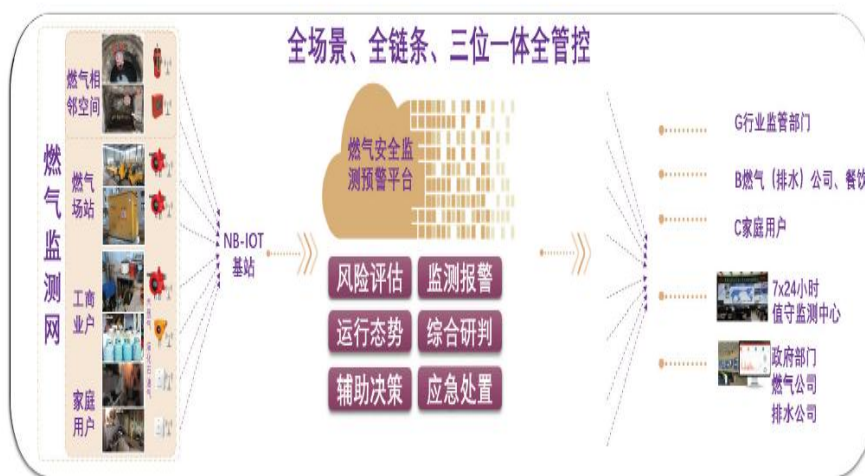 全场景、全链条、三位一体全管控
燃气监测网
燃气相
邻空间
燃气
场站
工商
业户
家庭
用户
NB-IOT
基站
燃气安全监
测预警平台
风险评估
监测报警
运行态势
综合研判
辅助决策
应急处置
G行业监管部门
B燃气（排水）公司、餐饮
C家庭用户
7x24小时
值守监测中心
政府部门
燃气公司
排水公司